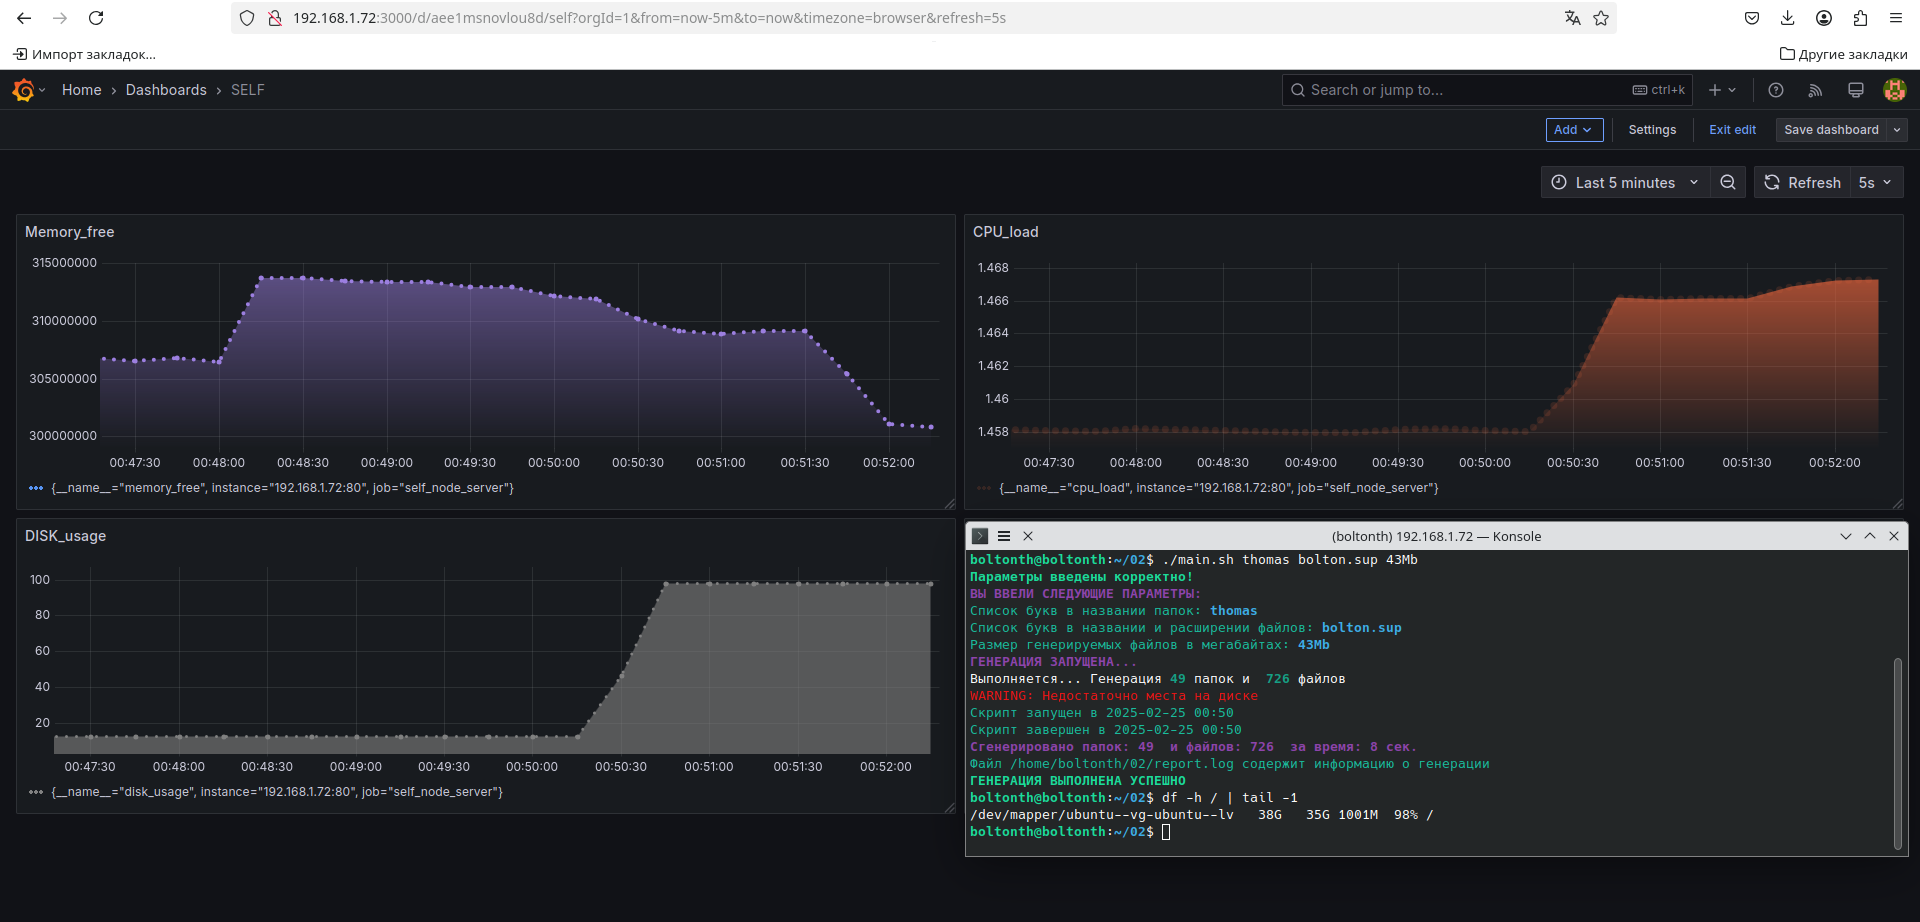 192.168.1.72:3000/d/aee1msnovlou8d/self?orgId=1&from=now-5m&to=now&timezone=browser&refresh=5s
Импорт закладок...
Другие закладки
Home › Dashboards › SELF
Search or jump to...
ctrl+k
Add
Settings
Exit edit
Save dashboard
Last 5 minutes
Refresh
5s
Memory_free
315000000
310000000
305000000
300000000
00:47:30 00:48:00 00:48:30 00:49:00 00:49:30 00:50:00 00:50:30 00:51:00 00:51:30 00:52:00
{__name__="memory_free", instance="192.168.1.72:80", job="self_node_server"}
CPU_load
1.468
1.466
1.464
1.462
1.46
1.458
00:47:30 00:48:00 00:48:30 00:49:00 00:49:30 00:50:00 00:50:30 00:51:00 00:51:30 00:52:00
{__name__="cpu_load", instance="192.168.1.72:80", job="self_node_server"}
DISK_usage
100
80
60
40
20
00:47:30 00:48:00 00:48:30 00:49:00 00:49:30 00:50:00 00:50:30 00:51:00 00:51:30 00:52:00
{__name__="disk_usage", instance="192.168.1.72:80", job="self_node_server"}
(boltonth) 192.168.1.72 — Konsole
boltonth@boltonth:~/02$ ./main.sh thomas bolton.sup 43Mb
Параметры введены корректно!
ВЫ ВВЕЛИ СЛЕДУЮЩИЕ ПАРАМЕТРЫ:
Список букв в названии папок: thomas
Список букв в названии и расширении файлов: bolton.sup
Размер генерируемых файлов в мегабайтах: 43Mb
ГЕНЕРАЦИЯ ЗАПУЩЕНА...
Выполняется... Генерация 49 папок и  726 файлов
WARNING: Недостаточно места на диске
Скрипт запущен в 2025-02-25 00:50
Скрипт завершен в 2025-02-25 00:50
Сгенерировано папок: 49  и файлов: 726  за время: 8 сек.
Файл /home/boltonth/02/report.log содержит информацию о генерации
ГЕНЕРАЦИЯ ВЫПОЛНЕНА УСПЕШНО
boltonth@boltonth:~/02$ df -h / | tail -1
/dev/mapper/ubuntu--vg-ubuntu--lv   38G   35G 1001M  98% /
boltonth@boltonth:~/02$